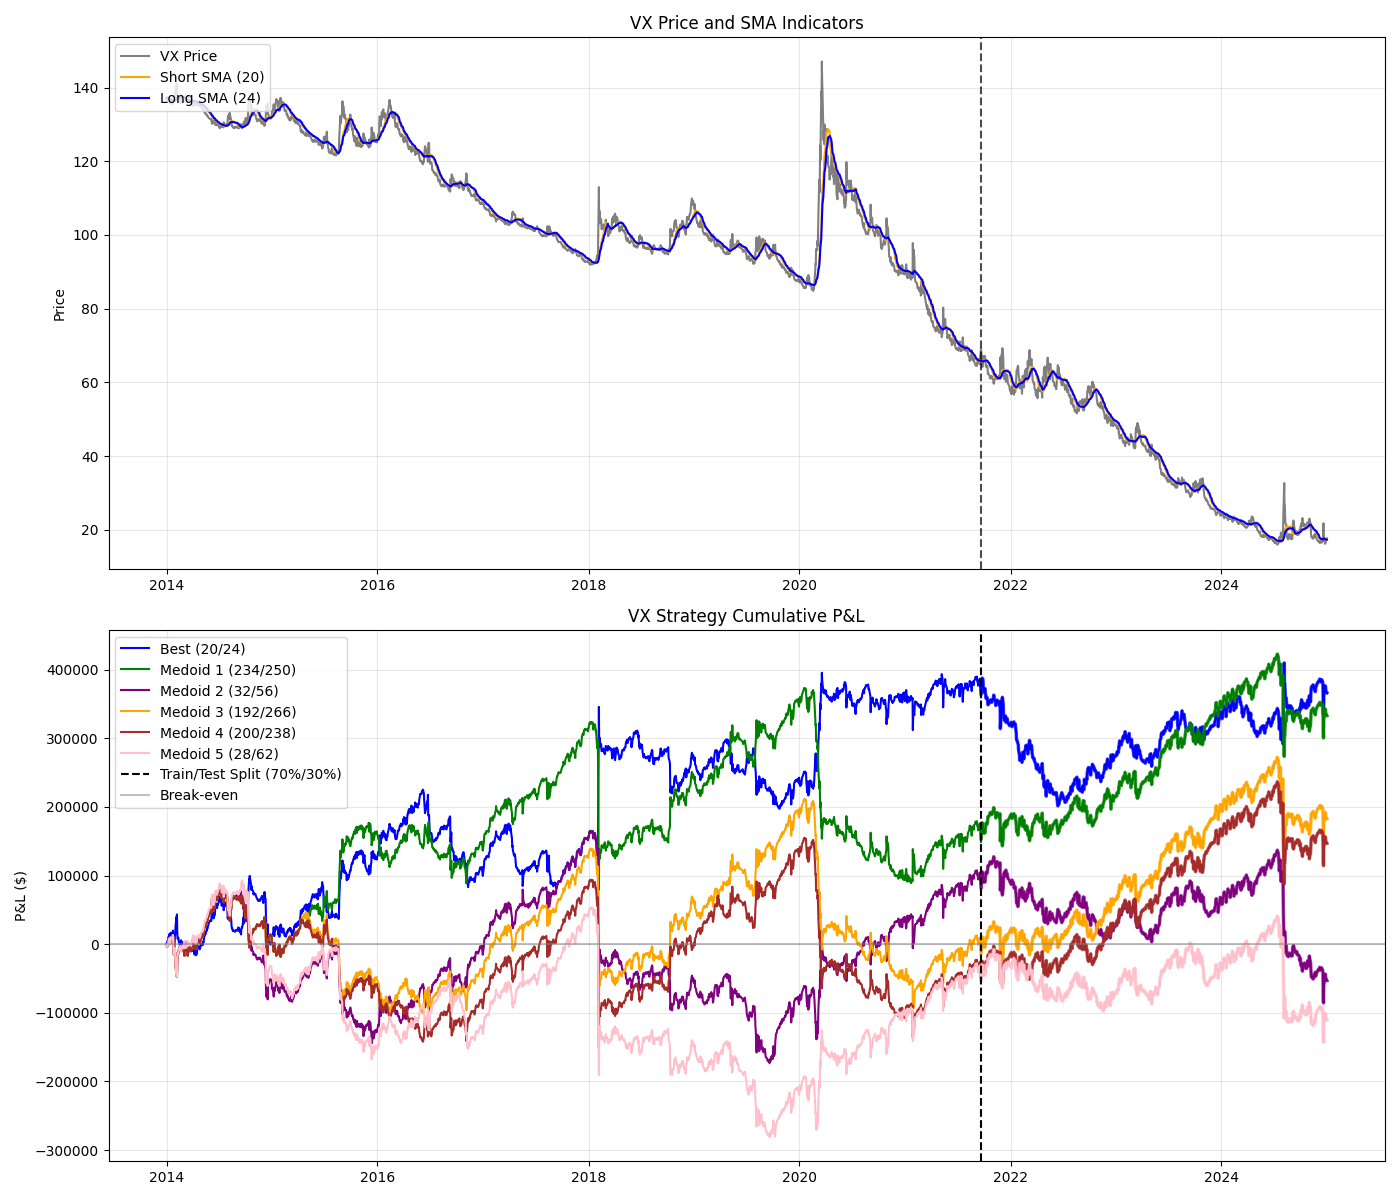 VX Price and SMA Indicators
VX Price
Short SMA (20)
Long SMA (24)
Price
140
120
100
80
60
40
20
2014 2016 2018 2020 2022 2024
VX Strategy Cumulative P&L
Best (20/24)
Medoid 1 (234/250)
Medoid 2 (32/56)
Medoid 3 (192/266)
Medoid 4 (200/238)
Medoid 5 (28/62)
Train/Test Split (70%/30%)
Break-even
P&L ($)
400000
300000
200000
100000
0
−100000
−200000
−300000
2014 2016 2018 2020 2022 2024